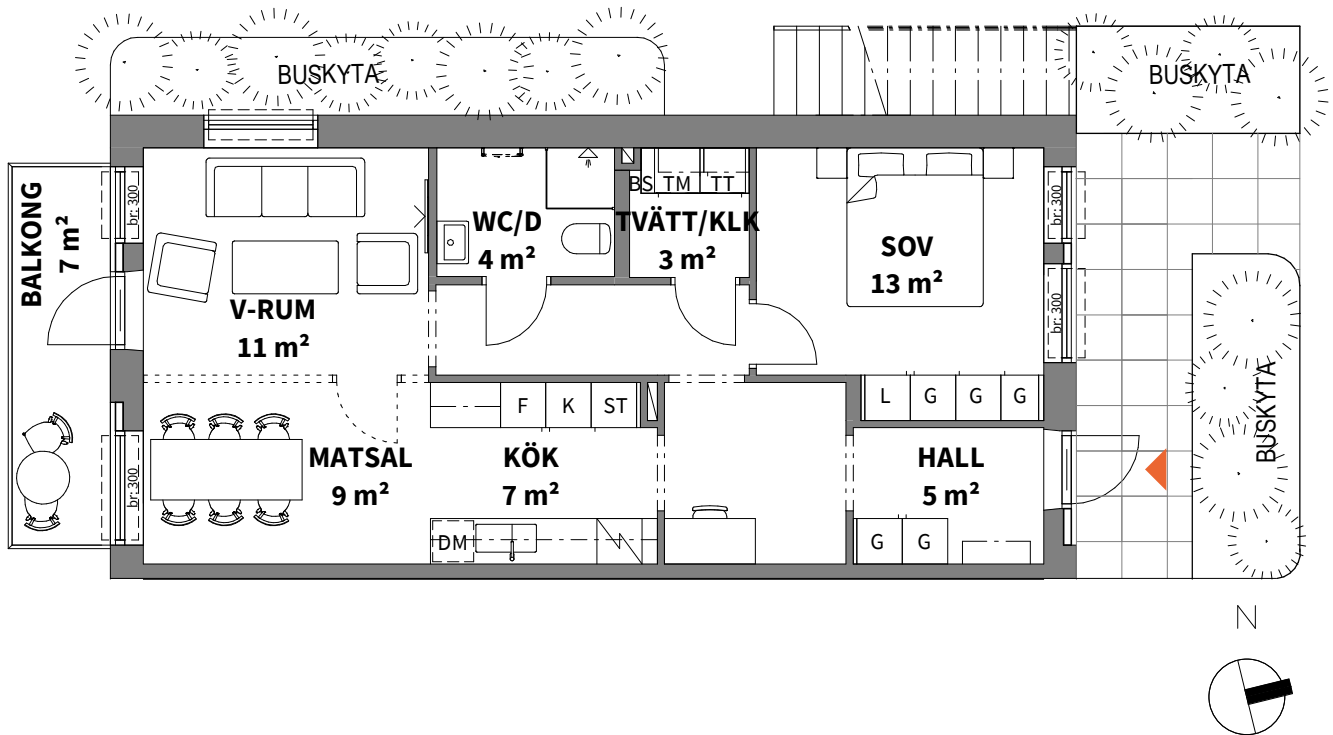 BUSKYTA
BUSKYTA
BALKONG
7 m²
br: 300
V-RUM
11 m²
WC/D
4 m²
BS TM TT
TVÄTT/KLK
3 m²
SOV
13 m²
br: 300
br: 300
F K ST
L G G G
MATSAL
9 m²
br: 300
KÖK
7 m²
DM
HALL
5 m²
G G
BUSKYTA
N